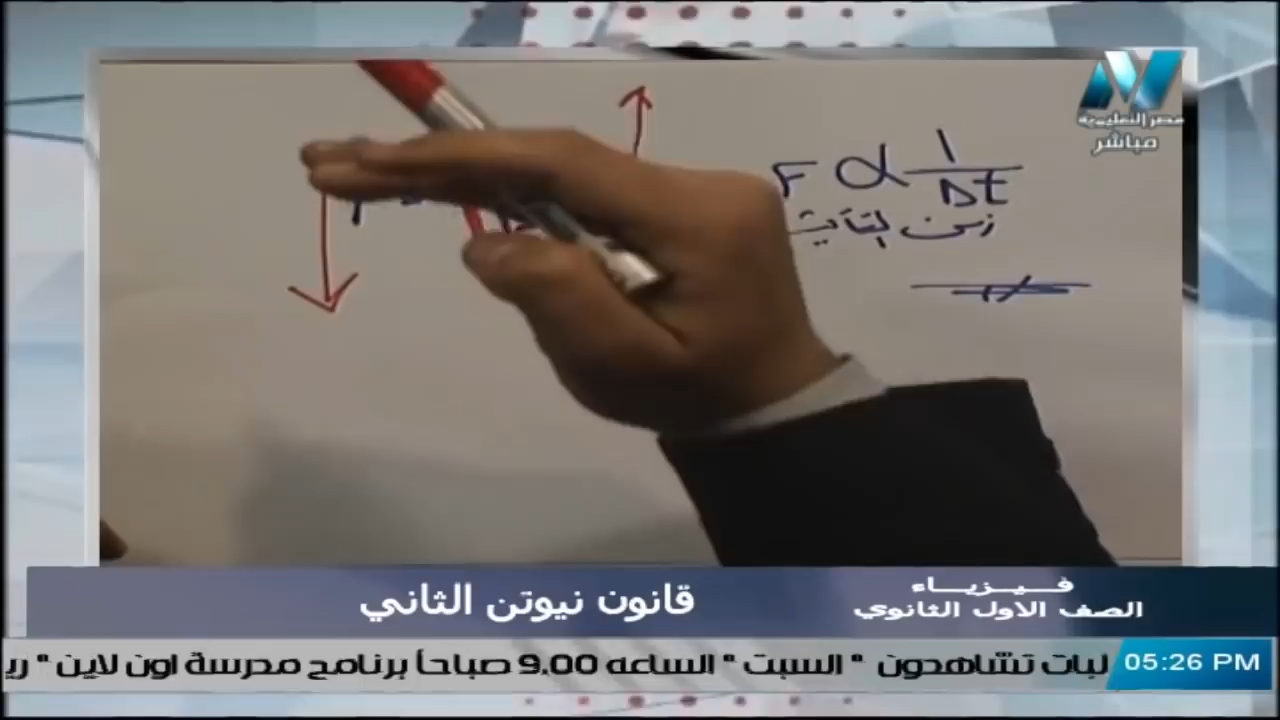 مصر التعليمية
مباشر
F ∝ 1/Δt
زمن التأثير
قانون نيوتن الثاني
فيزياء
الصف الاول الثانوي
لبات تشاهدون " السبت " الساعه 9.00 صباحاً برنامج مدرسة اون لاين " ري
05:26 PM